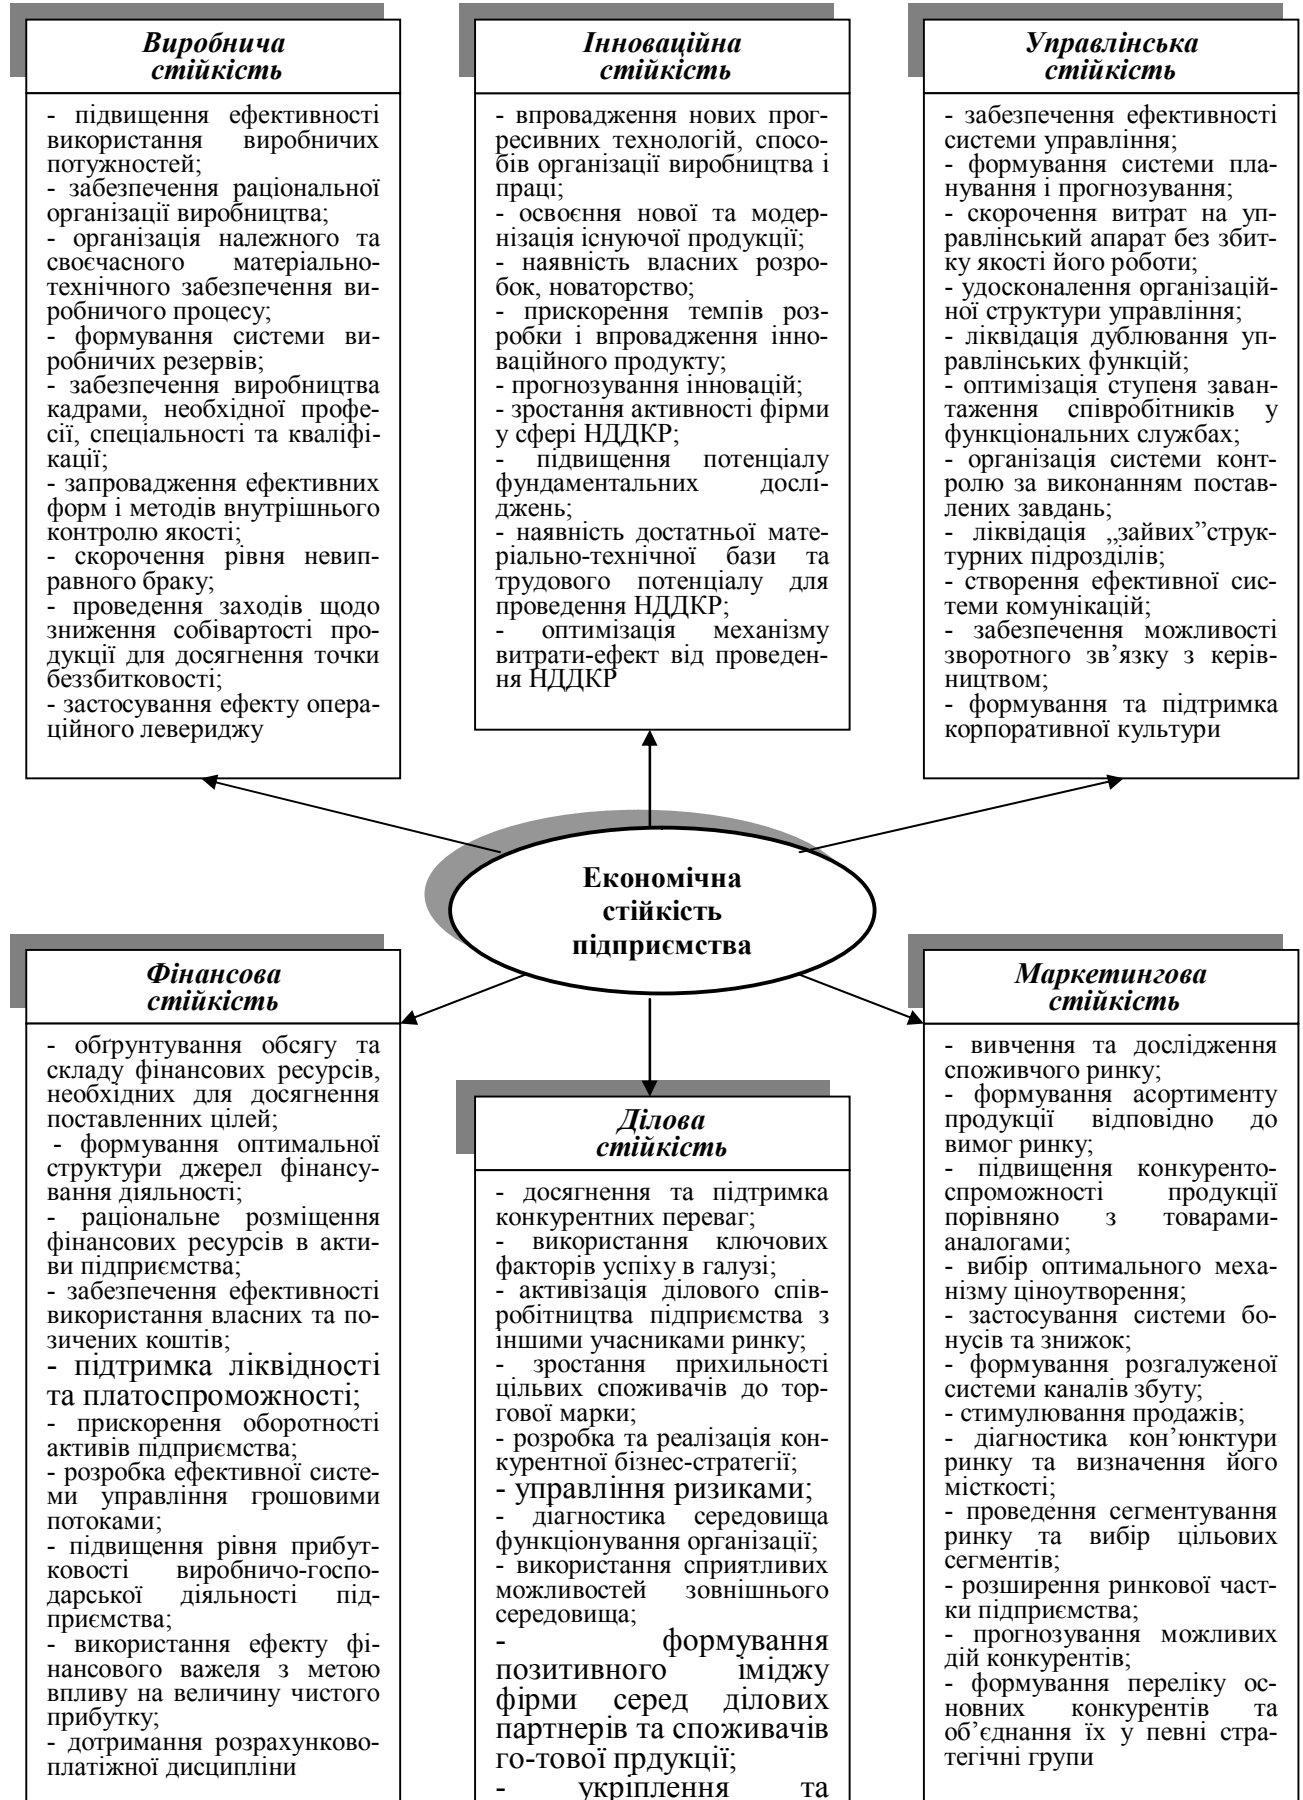 Виробнича
стійкість
- підвищення ефективності
використання виробничих
потужностей;
- забезпечення раціональної
організації виробництва;
- організація належного та
своєчасного матеріально-
технічного забезпечення ви-
робничого процесу;
- формування системи ви-
робничих резервів;
- забезпечення виробництва
кадрами, необхідної профе-
сії, спеціальності та кваліфі-
кації;
- запровадження ефективних
форм і методів внутрішнього
контролю якості;
- скорочення рівня невип-
равного браку;
- проведення заходів щодо
зниження собівартості про-
дукції для досягнення точки
беззбитковості;
- застосування ефекту опера-
ційного левериджу
Інноваційна
стійкість
- впровадження нових прог-
ресивних технологій, спосо-
бів організації виробництва і
праці;
- освоєння нової та модер-
нізація існуючої продукції;
- наявність власних розро-
бок, новаторство;
- прискорення темпів роз-
робки і впровадження інно-
ваційного продукту;
- прогнозування інновацій;
- зростання активності фірми
у сфері НДДКР;
- підвищення потенціалу
фундаментальних дослі-
джень;
- наявність достатньої мате-
ріально-технічної бази та
трудового потенціалу для
проведення НДДКР;
- оптимізація механізму
витрати-ефект від проведен-
ня НДДКР
Управлінська
стійкість
- забезпечення ефективності
системи управління;
- формування системи пла-
нування і прогнозування;
- скорочення витрат на уп-
равлінський апарат без збит-
ку якості його роботи;
- удосконалення організацій-
ної структури управління;
- ліквідація дублювання уп-
равлінських функцій;
- оптимізація ступеня заван-
таження співробітників у
функціональних службах;
- організація системи конт-
ролю за виконанням постав-
лених завдань;
- ліквідація „зайвих”струк-
турних підрозділів;
- створення ефективної сис-
теми комунікацій;
- забезпечення можливості
зворотного зв’язку з керів-
ництвом;
- формування та підтримка
корпоративної культури
Економічна
стійкість
підприємства
Фінансова
стійкість
- обґрунтування обсягу та
складу фінансових ресурсів,
необхідних для досягнення
поставленних цілей;
- формування оптимальної
структури джерел фінансу-
вання діяльності;
- раціональне розміщення
фінансових ресурсів в акти-
ви підприємства;
- забезпечення ефективності
використання власних та по-
зичених коштів;
- підтримка ліквідності
та платоспроможності;
- прискорення оборотності
активів підприємства;
- розробка ефективної систе-
ми управління грошовими
потоками;
- підвищення рівня прибут-
ковості виробничо-госпо-
дарської діяльності під-
приємства;
- використання ефекту фі-
нансового важеля з метою
впливу на величину чистого
прибутку;
- дотримання розрахунково-
платіжної дисципліни
Ділова
стійкість
- досягнення та підтримка
конкурентних переваг;
- використання ключових
факторів успіху в галузі;
- активізація ділового спів-
робітництва підприємства з
іншими учасниками ринку;
- зростання прихильності
цільвих споживачів до тор-
гової марки;
- розробка та реалізація кон-
курентної бізнес-стратегії;
- управління ризиками;
- діагностика середовища
функціонування організації;
- використання сприятливих
можливостей зовнішнього
середовища;
- формування
позитивного іміджу
фірми серед ділових
партнерів та споживачів
го-тової прдукції;
- укріплення та
Маркетингова
стійкість
- вивчення та дослідження
споживчого ринку;
- формування асортименту
продукції відповідно до
вимог ринку;
- підвищення конкуренто-
спроможності продукції
порівняно з товарами-
аналогами;
- вибір оптимального меха-
нізму ціноутворення;
- застосування системи бо-
нусів та знижок;
- формування розгалуженої
системи каналів збуту;
- стимулювання продажів;
- діагностика кон’юнктури
ринку та визначення його
місткості;
- проведення сегментування
ринку та вибір цільових
сегментів;
- розширення ринкової част-
ки підприємства;
- прогнозування можливих
дій конкурентів;
- формування переліку ос-
новних конкурентів та
об’єднання їх у певні стра-
тегічні групи